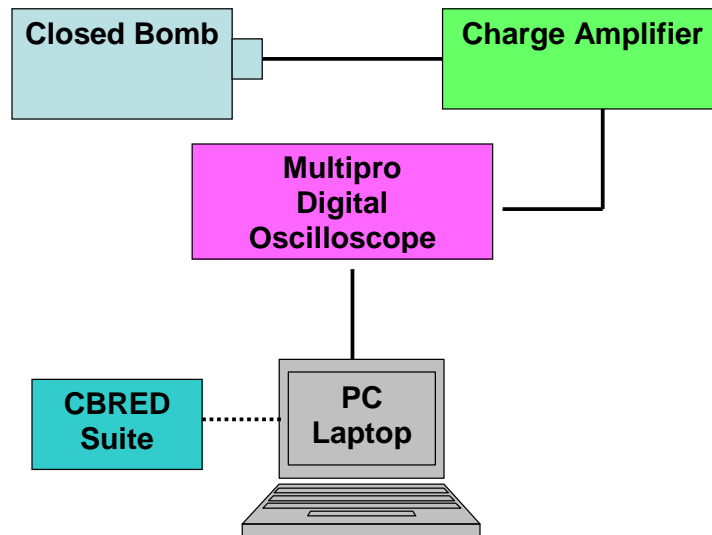 Closed Bomb
Charge Amplifier
Multipro
Digital
Oscilloscope
CBRED
Suite
PC
Laptop